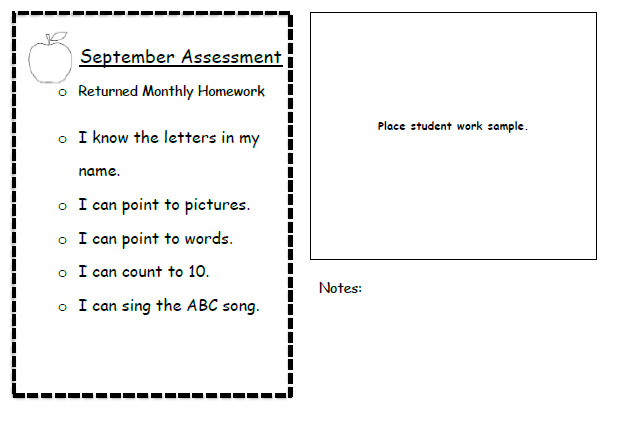 September Assessment
o Returned Monthly Homework
o I know the letters in my
name.
o I can point to pictures.
o I can point to words.
o I can count to 10.
o I can sing the ABC song.
Place student work sample.
Notes: